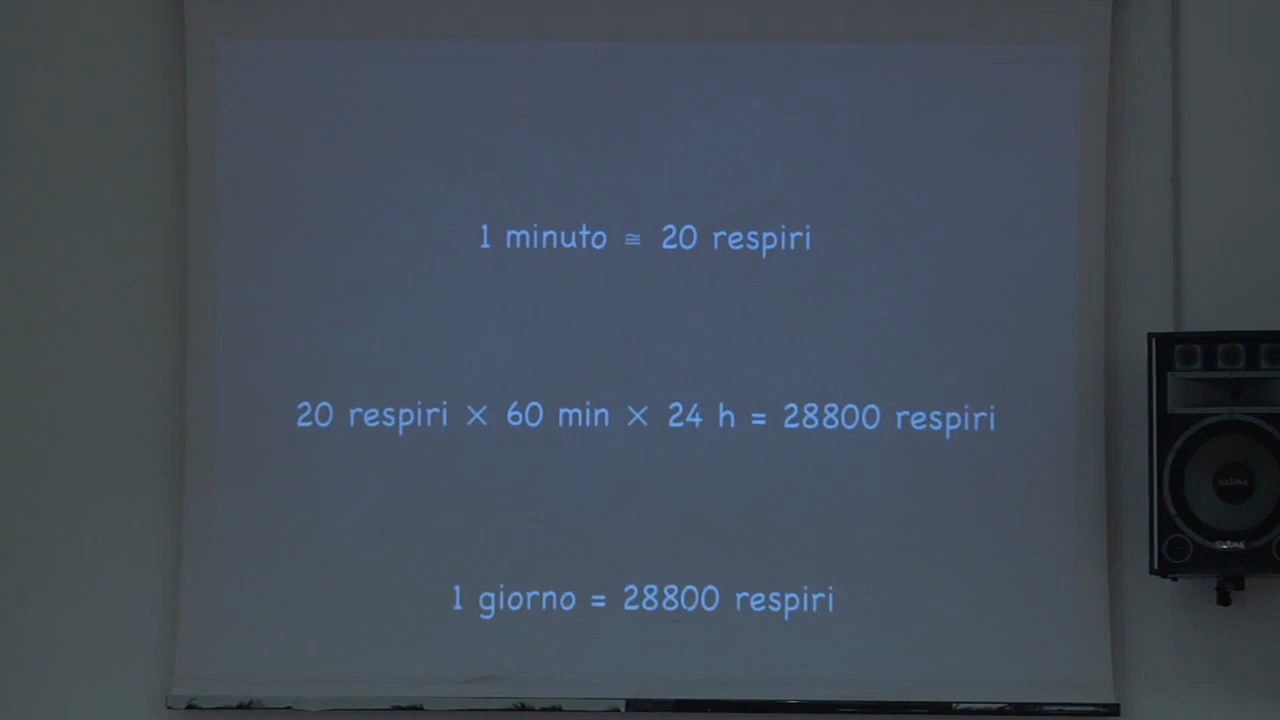 1 minuto ≅ 20 respiri
20 respiri × 60 min × 24 h = 28800 respiri
1 giorno = 28800 respiri